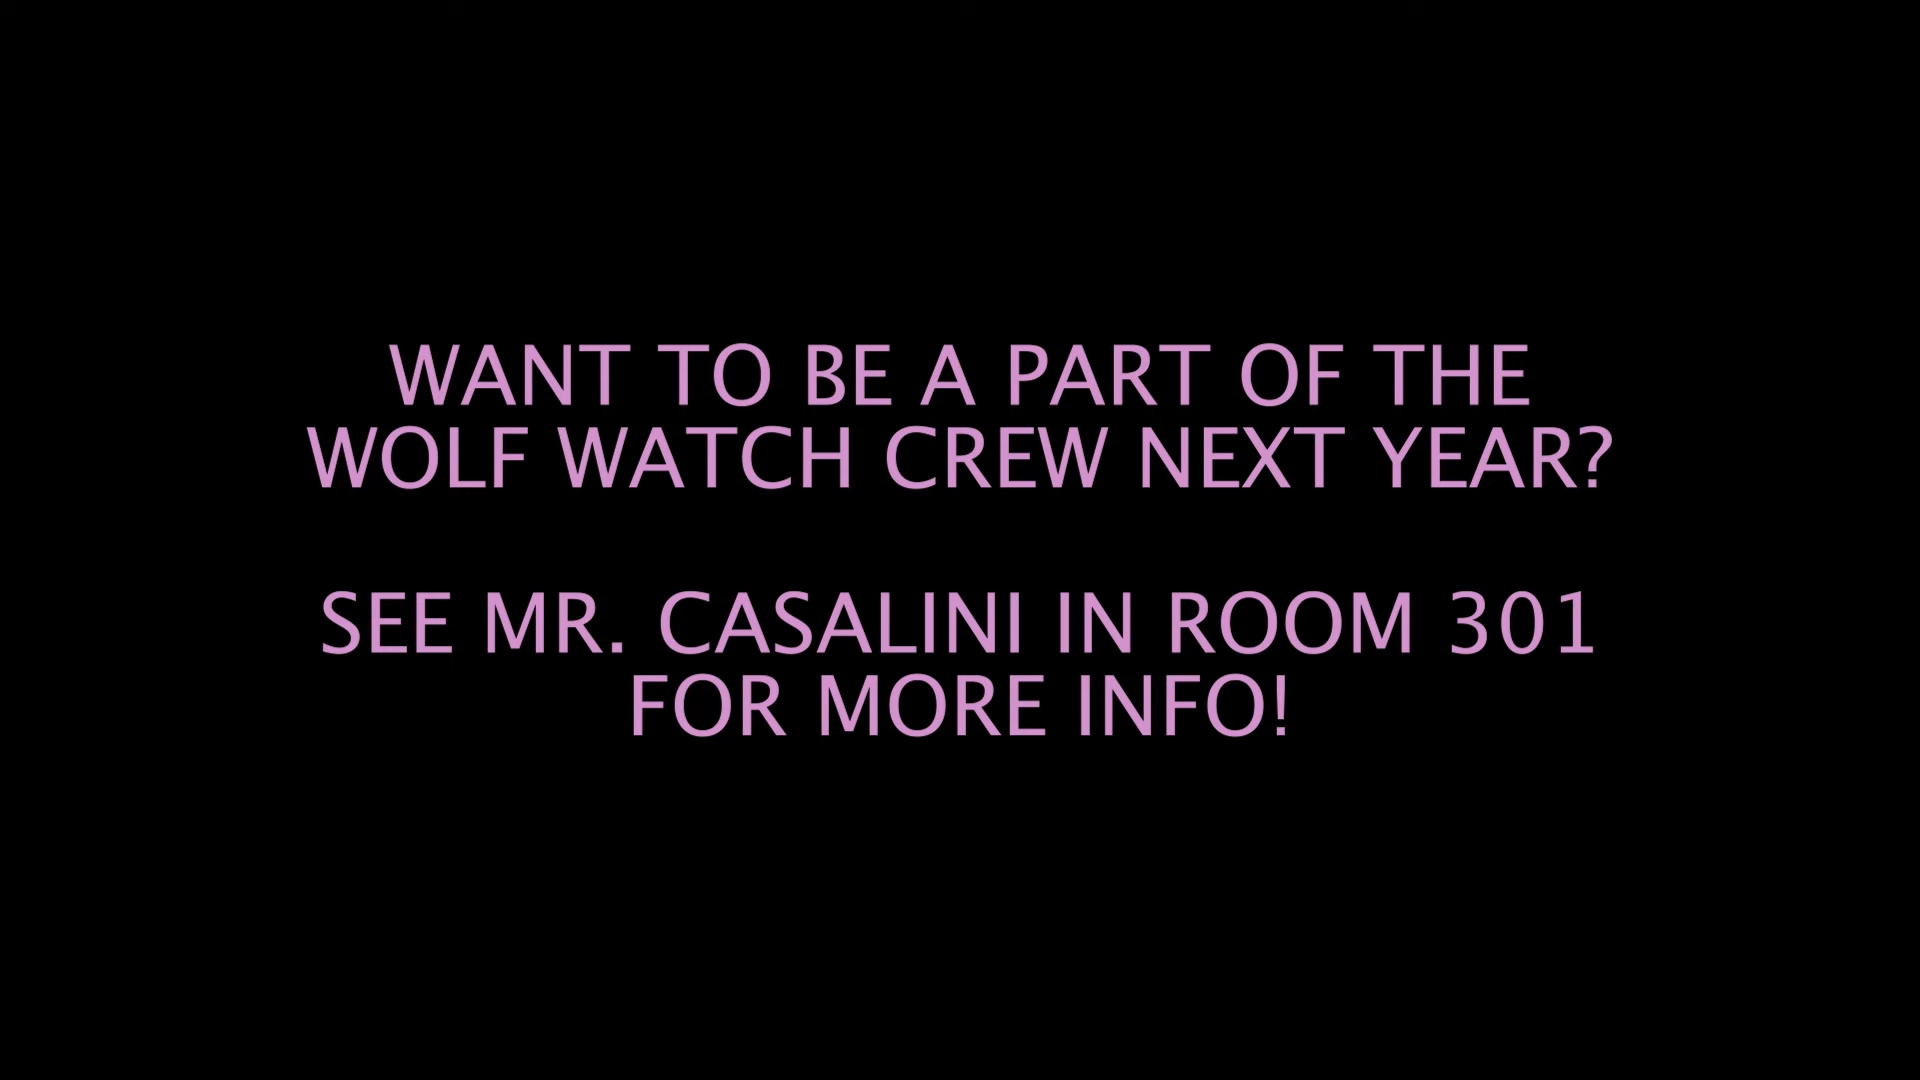 WANT TO BE A PART OF THE
WOLF WATCH CREW NEXT YEAR?
SEE MR. CASALINI IN ROOM 301
FOR MORE INFO!